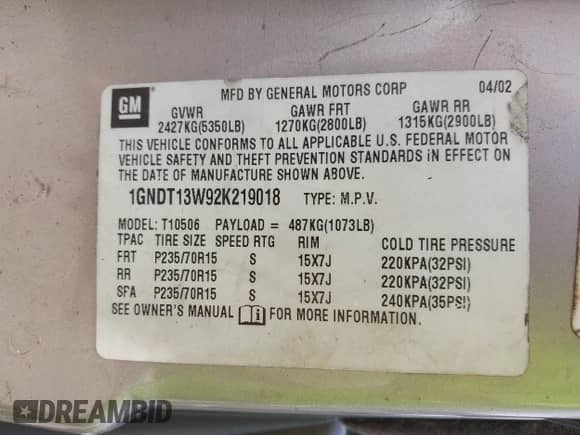 GM
MFD BY GENERAL MOTORS CORP 04/02
GVWR GAWR FRT GAWR RR
2427KG(5350LB) 1270KG(2800LB) 1315KG(2900LB)
THIS VEHICLE CONFORMS TO ALL APPLICABLE U.S. FEDERAL MOTOR
VEHICLE SAFETY AND THEFT PREVENTION STANDARDS IN EFFECT ON
THE DATE OF MANUFACTURE SHOWN ABOVE.
1GNDT13W92K219018 TYPE: M.P.V.
MODEL: T10506 PAYLOAD = 487KG(1073LB)
TPAC TIRE SIZE SPEED RTG RIM COLD TIRE PRESSURE
FRT P235/70R15 S 15X7J 220KPA(32PSI)
RR P235/70R15 S 15X7J 220KPA(32PSI)
SFA P235/70R15 S 15X7J 240KPA(35PSI)
SEE OWNER'S MANUAL i FOR MORE INFORMATION.
DREAMBID